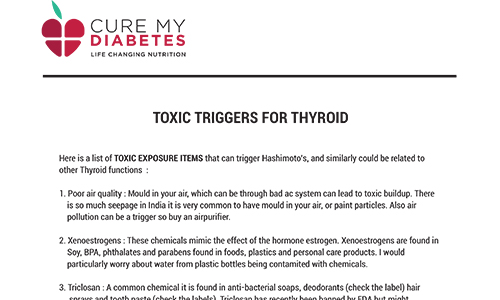 CURE MY
DIABETES
LIFE CHANGING NUTRITION
TOXIC TRIGGERS FOR THYROID
Here is a list of TOXIC EXPOSURE ITEMS that can trigger Hashimoto's, and similarly could be related to
other Thyroid functions :
1. Poor air quality : Mould in your air, which can be through bad ac system can lead to toxic buildup. There
is so much seepage in India it is very common to have mould in your air, or paint particles. Also air
pollution can be a trigger so buy an airpurifier.
2. Xenoestrogens : These chemicals mimic the effect of the hormone estrogen. Xenoestrogens are found in
Soy, BPA, phthalates and parabens found in foods, plastics and personal care products. I would
particularly worry about water from plastic bottles being contamited with chemicals.
3. Triclosan : A common chemical it is found in anti-bacterial soaps, deodorants (check the label) hair
sprays and tooth paste (check the labels). Triclosan has recently been banned by FDA but might